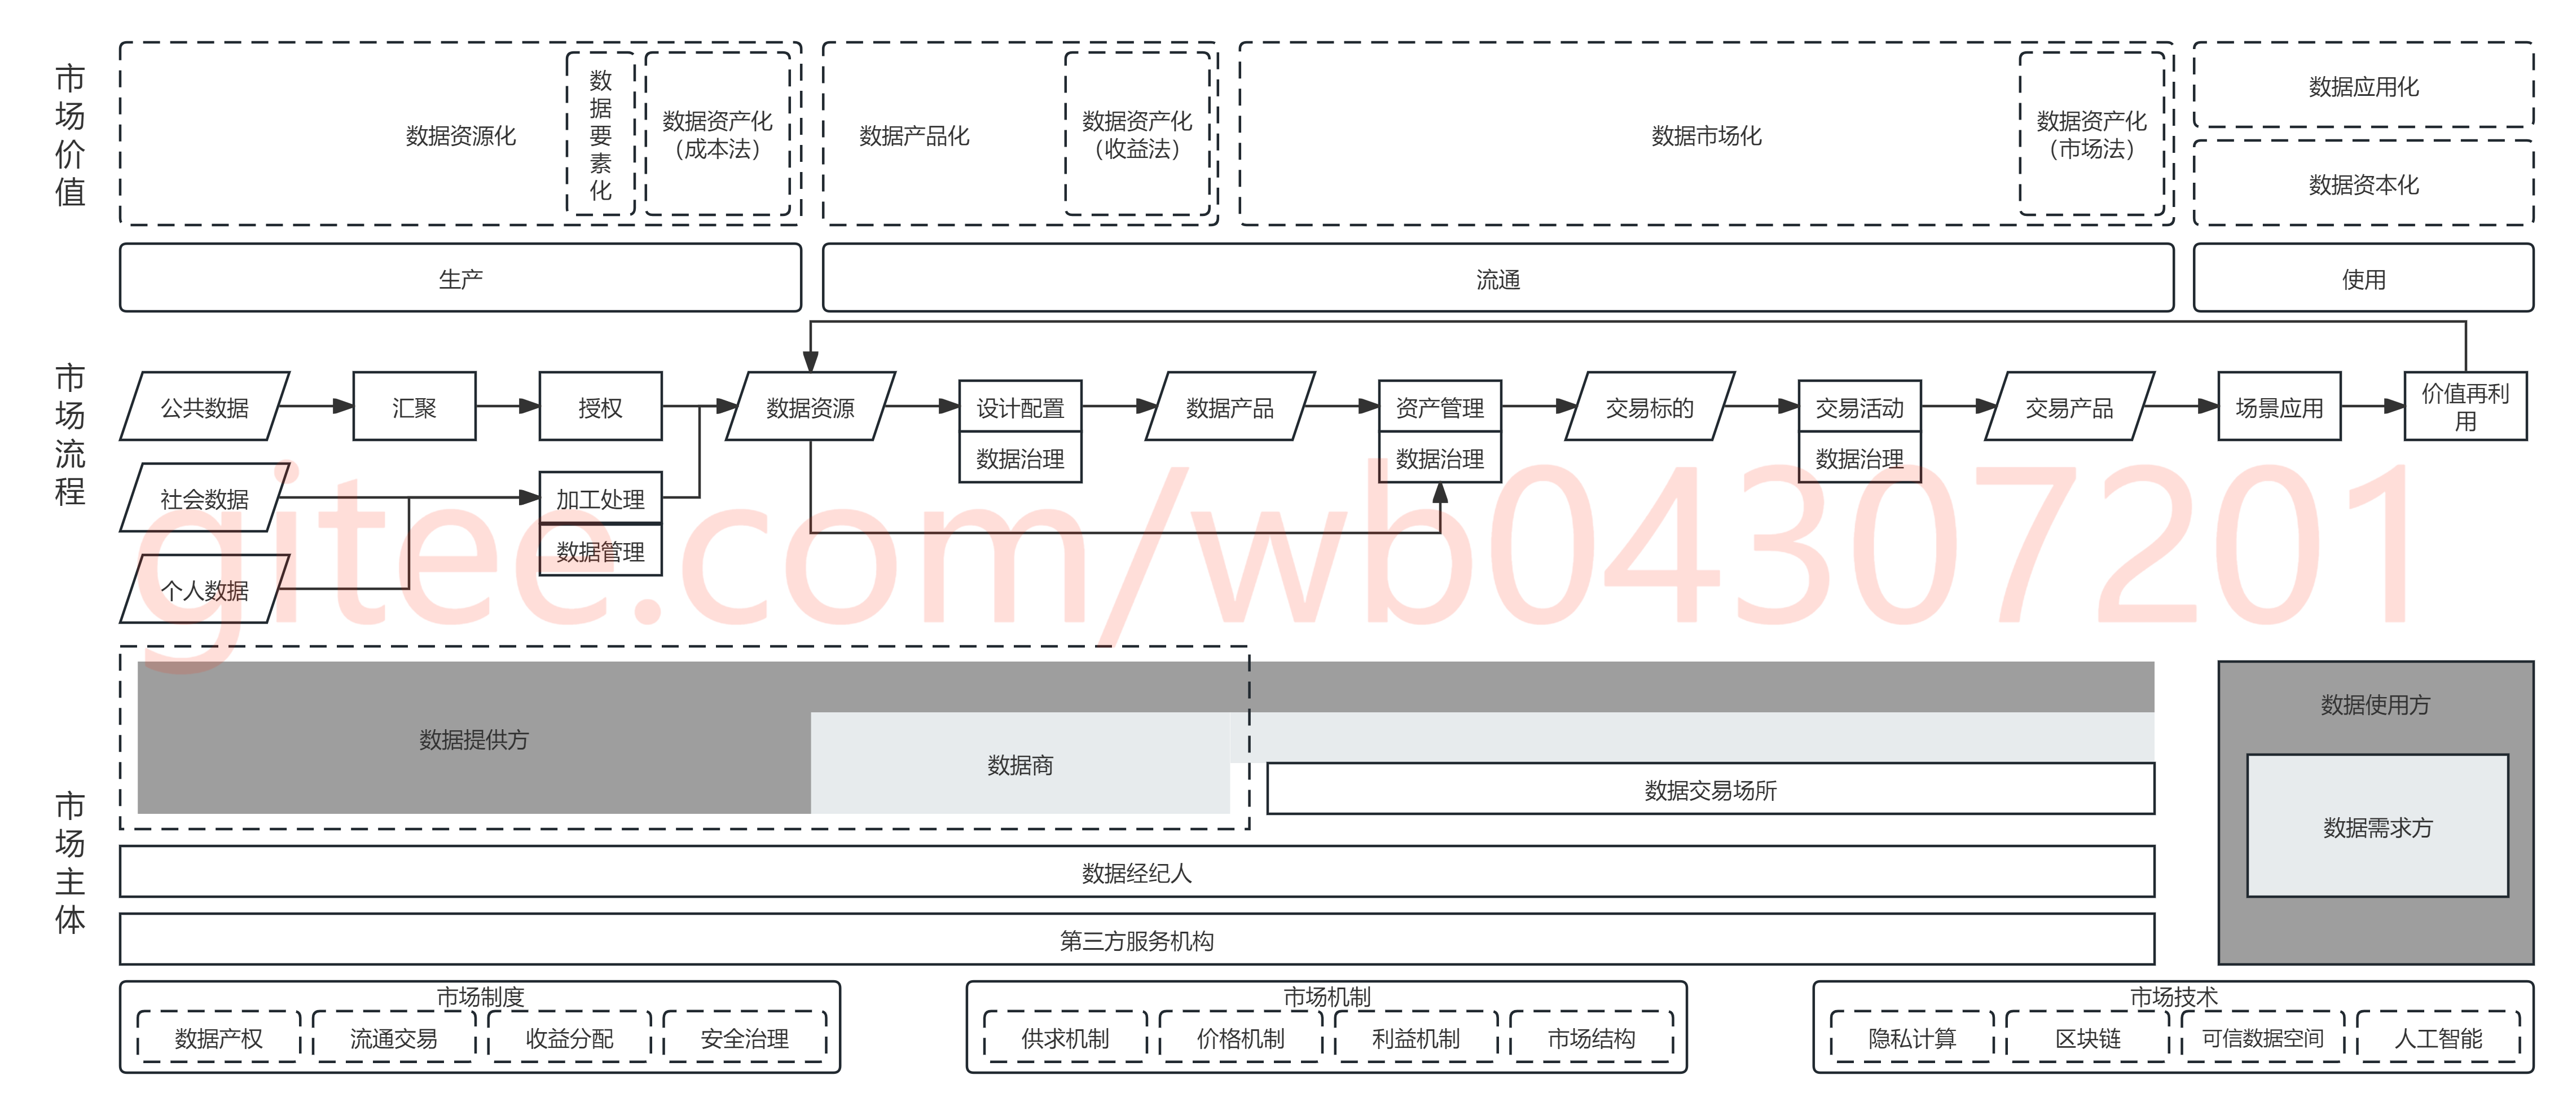 市场价值
数据资源化
数据要素化
数据资产化
（成本法）
数据产品化
数据资产化
（收益法）
数据市场化
数据资产化
（市场法）
数据应用化
数据资本化
生产
流通
使用
市场流程
公共数据
汇聚
授权
数据资源
设计配置
数据治理
数据产品
资产管理
数据治理
交易标的
交易活动
数据治理
交易产品
场景应用
价值再利
用
社会数据
加工处理
数据管理
个人数据
gitee.com/wb04307201
市场主体
数据提供方
数据商
数据交易场所
数据使用方
数据需求方
数据经纪人
第三方服务机构
市场制度
数据产权
流通交易
收益分配
安全治理
市场机制
供求机制
价格机制
利益机制
市场结构
市场技术
隐私计算
区块链
可信数据空间
人工智能